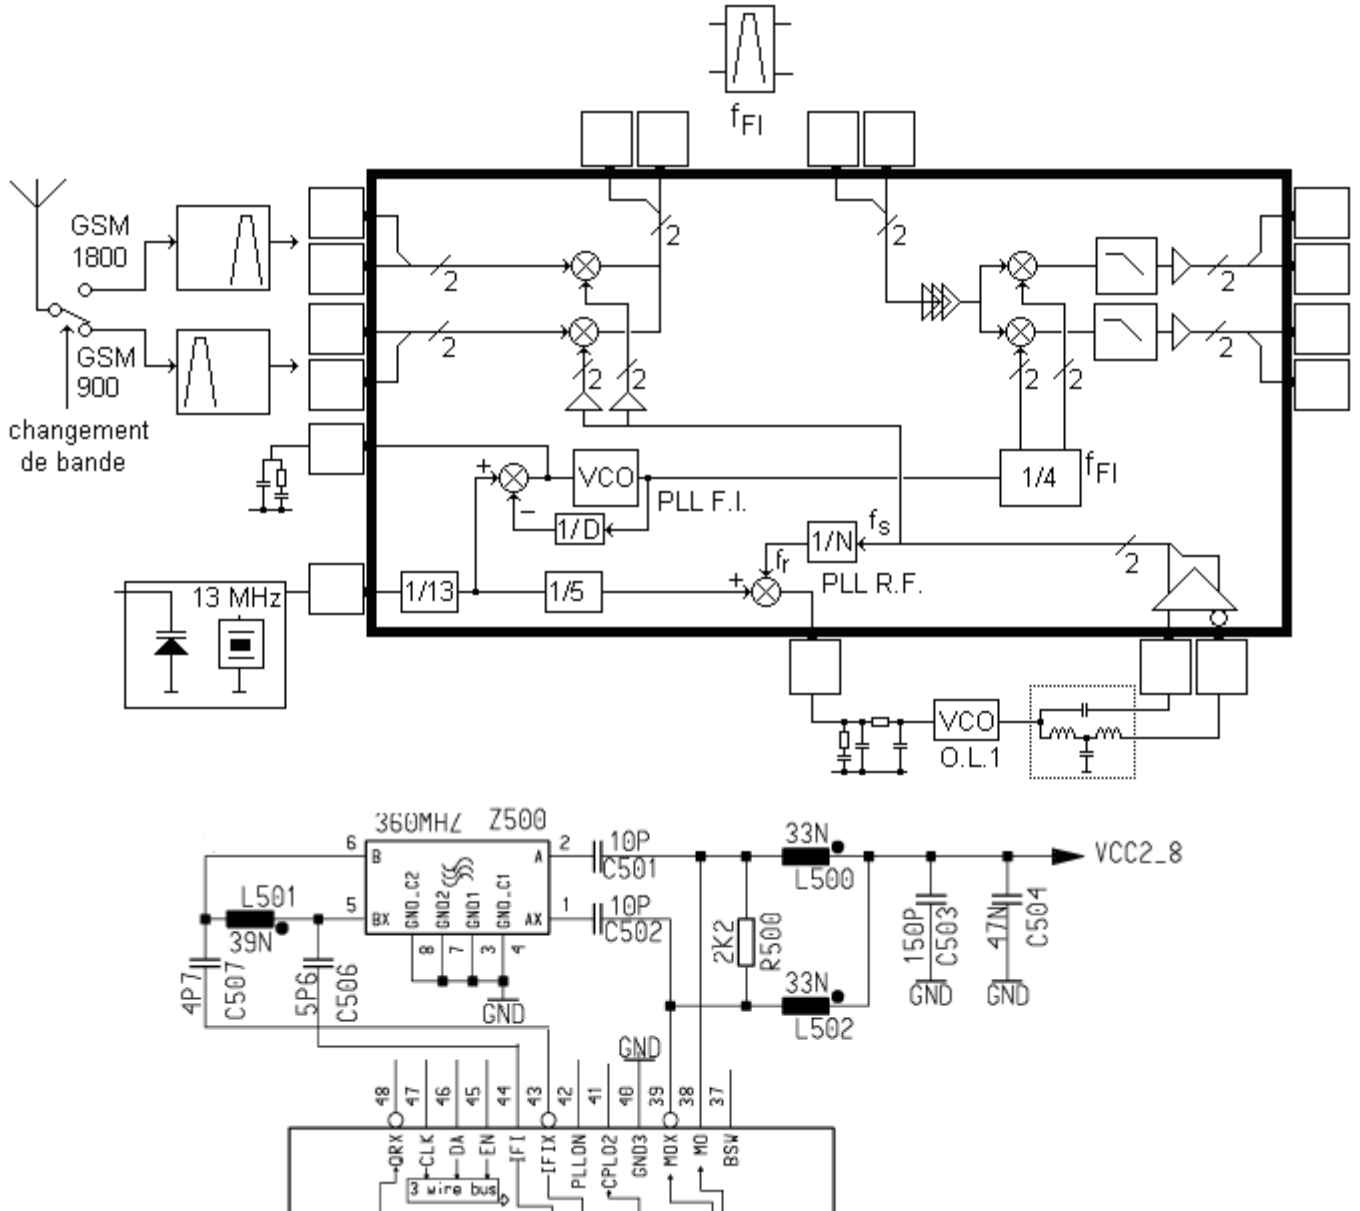 fFI
GSM
1800
GSM
900
changement
de bande
2
2
2
2
2
2
2
2
2
2
+
−
VCO
1/D
PLL F.I.
1/4
fFI
fs
1/N
fr
PLL R.F.
2
13 MHz
1/13
1/5
+
VCO
O.L.1
360MHZ Z500
6
B
A
2
10P
C501
33N
L500
VCC2_8
L501
39N
5
BX
GND_C2
GND2
GND1
GND_C1
AX
1
10P
C502
8
7
3
4
GND
4P7
C507
5P6
C506
2K2
R500
33N
L502
150P
C503
GND
47N
C504
GND
GND
48
47
46
45
44
43
42
41
40
39
38
37
QRX
CLK
DA
EN
IFI
IFIX
PLLON
CPLO2
GND3
MOX
MO
BSW
3 wire bus